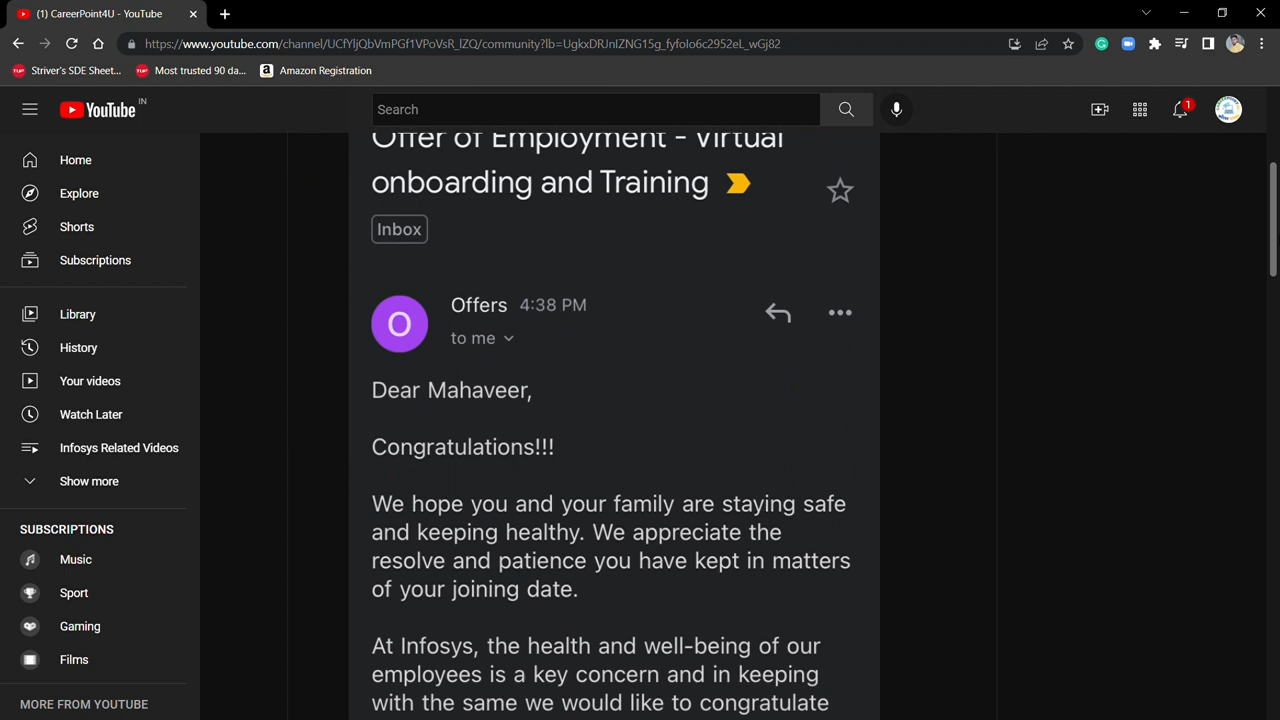 (1) CareerPoint4U - YouTube
https://www.youtube.com/channel/UCfYljQbVmPGf1VPoVsR_lZQ/community?lb=UgkxDRJnIZNG15g_fyfoIo6c2952eL_wGj82
Striver's SDE Sheet...
Most trusted 90 da...
Amazon Registration
YouTube IN
Search
1
Home
Explore
Shorts
Subscriptions
Library
History
Your videos
Watch Later
Infosys Related Videos
Show more
SUBSCRIPTIONS
Music
Sport
Gaming
Films
MORE FROM YOUTUBE
Offer of Employment - Virtual
onboarding and Training
Inbox
O
Offers 4:38 PM
to me
Dear Mahaveer,
Congratulations!!!
We hope you and your family are staying safe
and keeping healthy. We appreciate the
resolve and patience you have kept in matters
of your joining date.
At Infosys, the health and well-being of our
employees is a key concern and in keeping
with the same we would like to congratulate